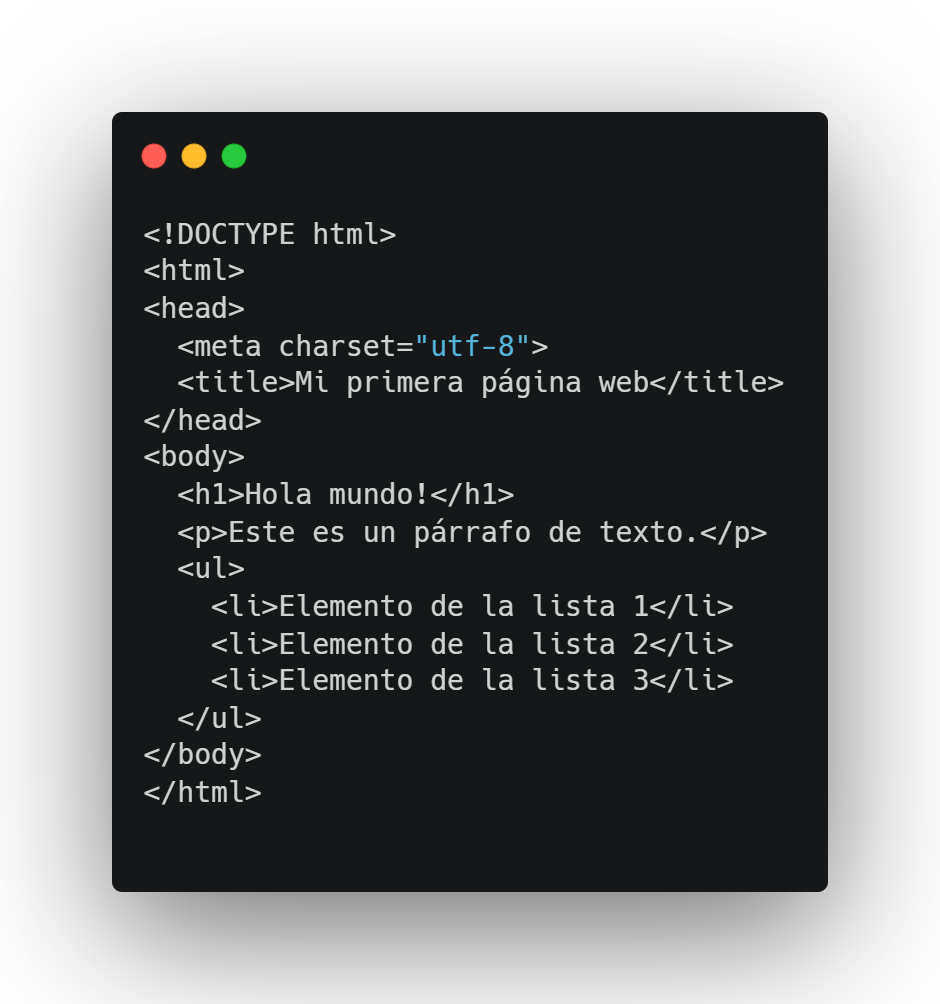 <!DOCTYPE html>
<html>
<head>
  <meta charset="utf-8">
  <title>Mi primera página web</title>
</head>
<body>
  <h1>Hola mundo!</h1>
  <p>Este es un párrafo de texto.</p>
  <ul>
    <li>Elemento de la lista 1</li>
    <li>Elemento de la lista 2</li>
    <li>Elemento de la lista 3</li>
  </ul>
</body>
</html>